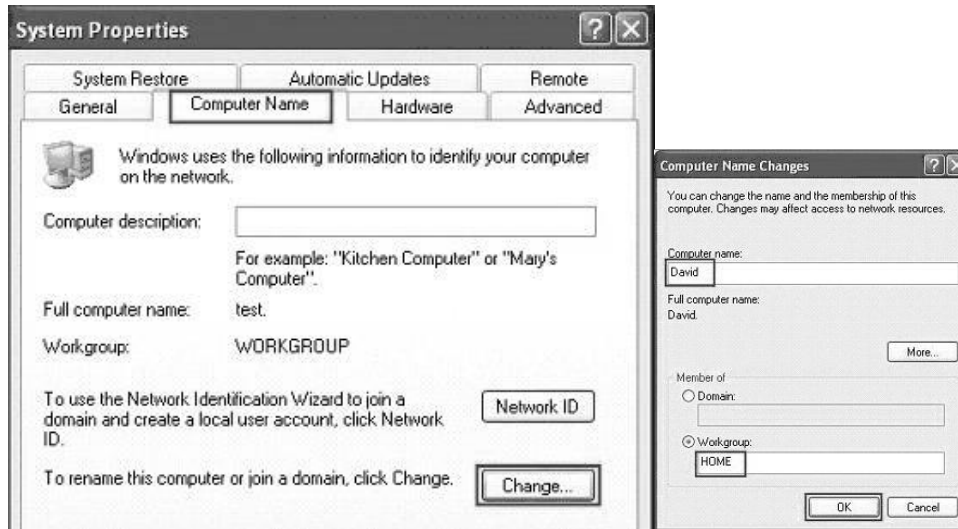 System Properties
System Restore
Automatic Updates
Remote
General
Computer Name
Hardware
Advanced
Windows uses the following information to identify your computer
on the network.
Computer description:
For example: "Kitchen Computer" or "Mary's
Computer".
Full computer name:
test.
Workgroup:
WORKGROUP
To use the Network Identification Wizard to join a
domain and create a local user account, click Network
ID.
Network ID
To rename this computer or join a domain, click Change.
Change...
Computer Name Changes
You can change the name and the membership of this
computer. Changes may affect access to network resources.
Computer name:
David
Full computer name:
David.
More...
Member of
Domain:
Workgroup:
HOME
OK
Cancel